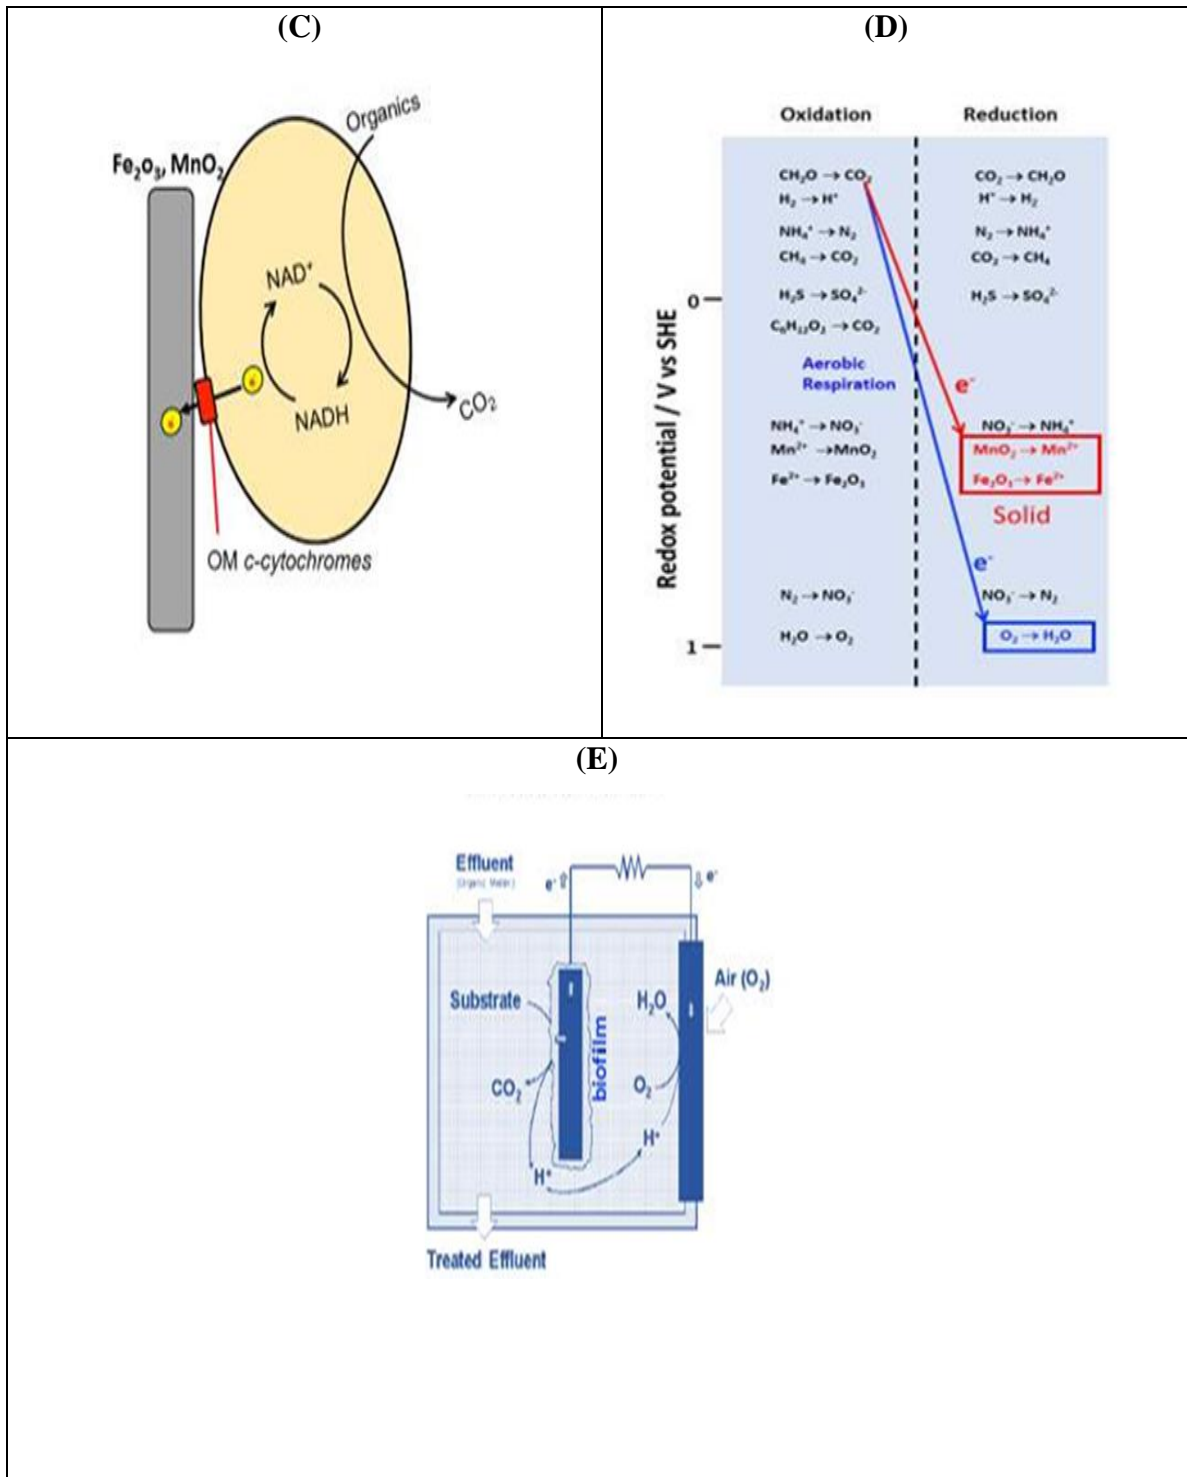 (C)
Organics
Fe₂o₃, MnO₂
NAD⁺
NADH
CO₂
OM c-cytochromes
(D)
Oxidation Reduction
CH₂O → CO₂ CO₂ → CH₂O
H₂ → H⁺ H⁺ → H₂
NH₄⁺ → N₂ N₂ → NH₄⁺
CH₄ → CO₂ CO₂ → CH₄
0 H₂S → SO₄²⁻ H₂S → SO₄²⁻
C₆H₁₂O₂ → CO₂
Aerobic
Respiration
e⁻
NH₄⁺ → NO₃⁻ NO₃⁻ → NH₄⁺
Mn²⁺ → MnO₂ MnO₂ → Mn²⁺
Fe²⁺ → Fe₂O₃ Fe₂O₃ → Fe²⁺
Solid
e⁻
N₂ → NO₃⁻ NO₃⁻ → N₂
1 H₂O → O₂ O₂ → H₂O
Redox potential / V vs SHE
(E)
Effluent
e⁻ e⁻
Air (O₂)
Substrate H₂O
biofilm
CO₂ O₂
H⁺
H⁺
Treated Effluent